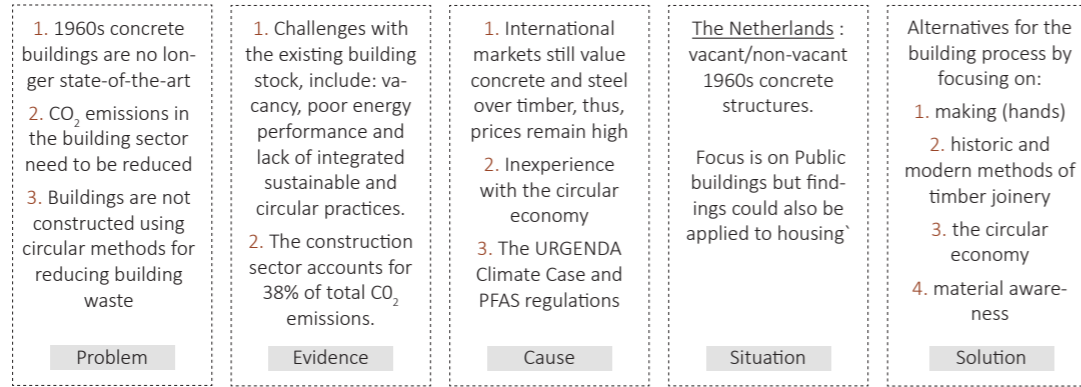 1. 1960s concrete
buildings are no lon-
ger state-of-the-art
2. CO₂ emissions in
the building sector
need to be reduced
3. Buildings are not
constructed using
circular methods for
reducing building
waste
Problem
1. Challenges with
the existing building
stock, include: va-
cancy, poor energy
performance and
lack of integrated
sustainable and
circular practices.
2. The construction
sector accounts for
38% of total C0₂
emissions.
Evidence
1. International
markets still value
concrete and steel
over timber, thus,
prices remain high
2. Inexperience
with the circular
economy
3. The URGENDA
Climate Case and
PFAS regulations
Cause
The Netherlands :
vacant/non-vacant
1960s concrete
structures.
Focus is on Public
buildings but find-
ings could also be
applied to housing`
Situation
Alternatives for the
building process by
focusing on:
1. making (hands)
2. historic and
modern methods of
timber joinery
3. the circular
economy
4. material aware-
ness
Solution